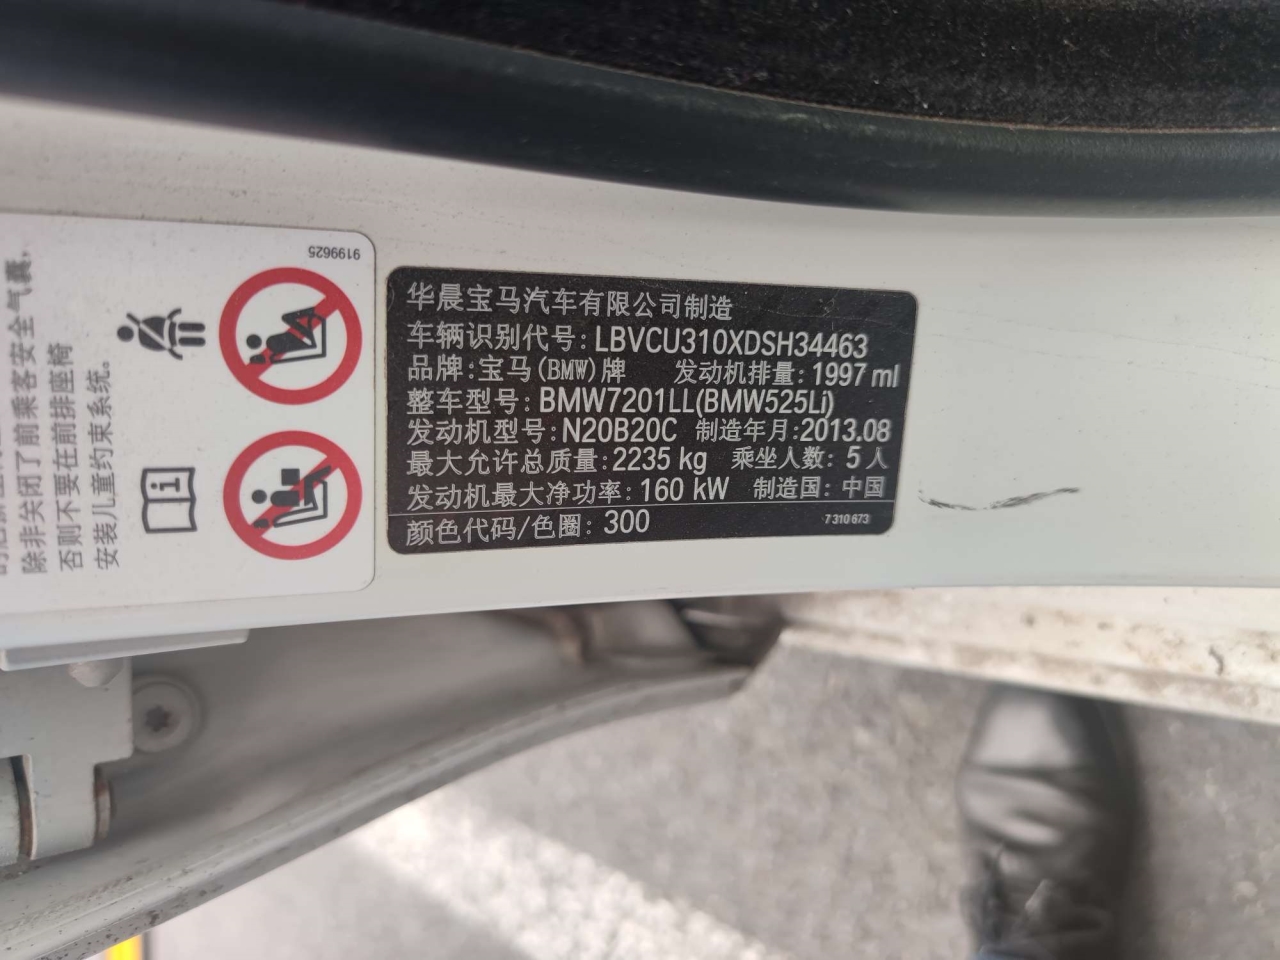 9199625
除非关闭了前乘客安全气囊，
否则不要在前排座椅
安装儿童约束系统。
华晨宝马汽车有限公司制造
车辆识别代号: LBVCU310XDSH34463
品牌: 宝马(BMW)牌 发动机排量: 1997 ml
整车型号: BMW7201LL(BMW525Li)
发动机型号: N20B20C 制造年月: 2013.08
最大允许总质量: 2235 kg 乘坐人数: 5 人
发动机最大净功率: 160 kW 制造国: 中国
颜色代码/色圈: 300 7 310 673